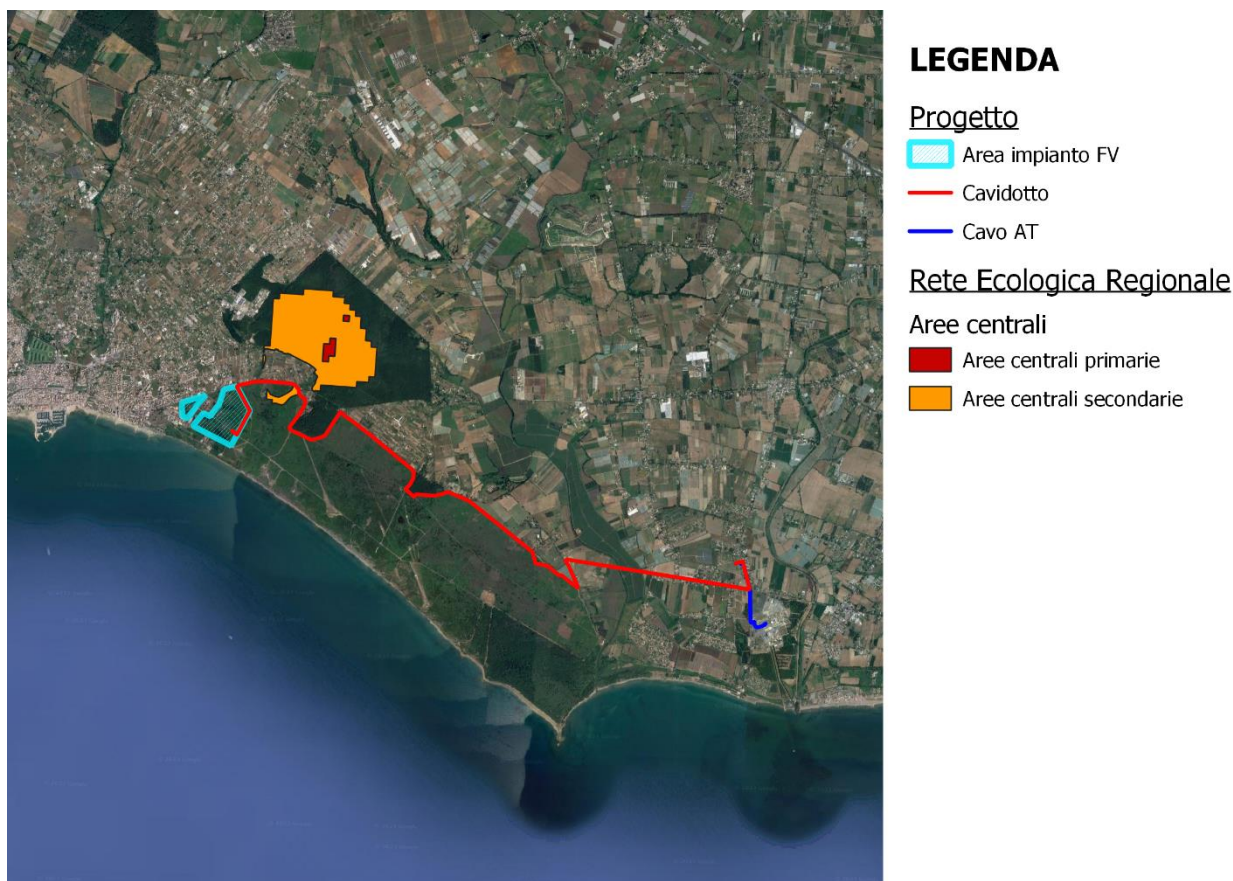 LEGENDA
Progetto
Area impianto FV
Cavidotto
Cavo AT
Rete Ecologica Regionale
Aree centrali
Aree centrali primarie
Aree centrali secondarie